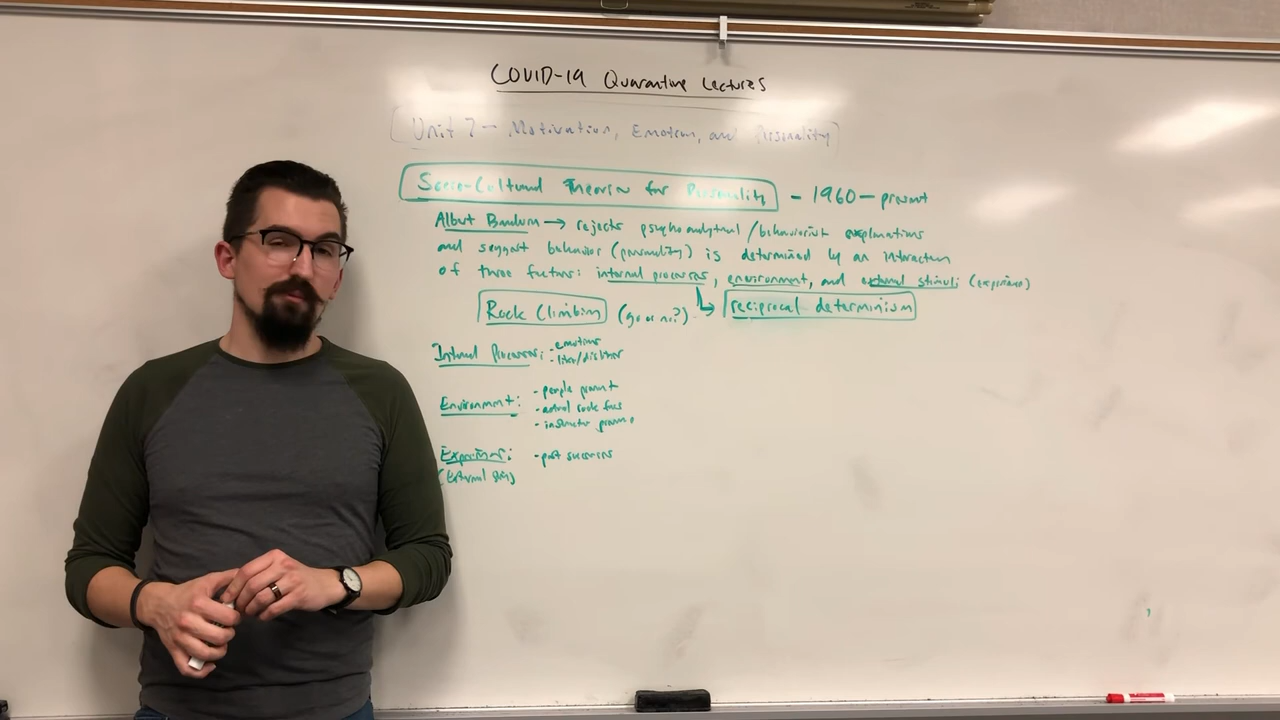 COVID-19 Quarantine Lectures
[Unit 7 - Motivation, Emotion, and Personality]
Socio-Cultural Theories for Personality - 1960 - present
Albert Bandura → rejects psychoanalytical / behaviorist explanations
and suggest behavior (personality) is determined by an interaction
of three factors: internal processes, environment, and external stimuli (experience)
Rock Climbing (go or no?) → reciprocal determinism
Internal Processes: - emotions
- likes/dislikes
Environment: - people present
- actual rock face
- instructor present
Experiences: - past successes
(External Stim)